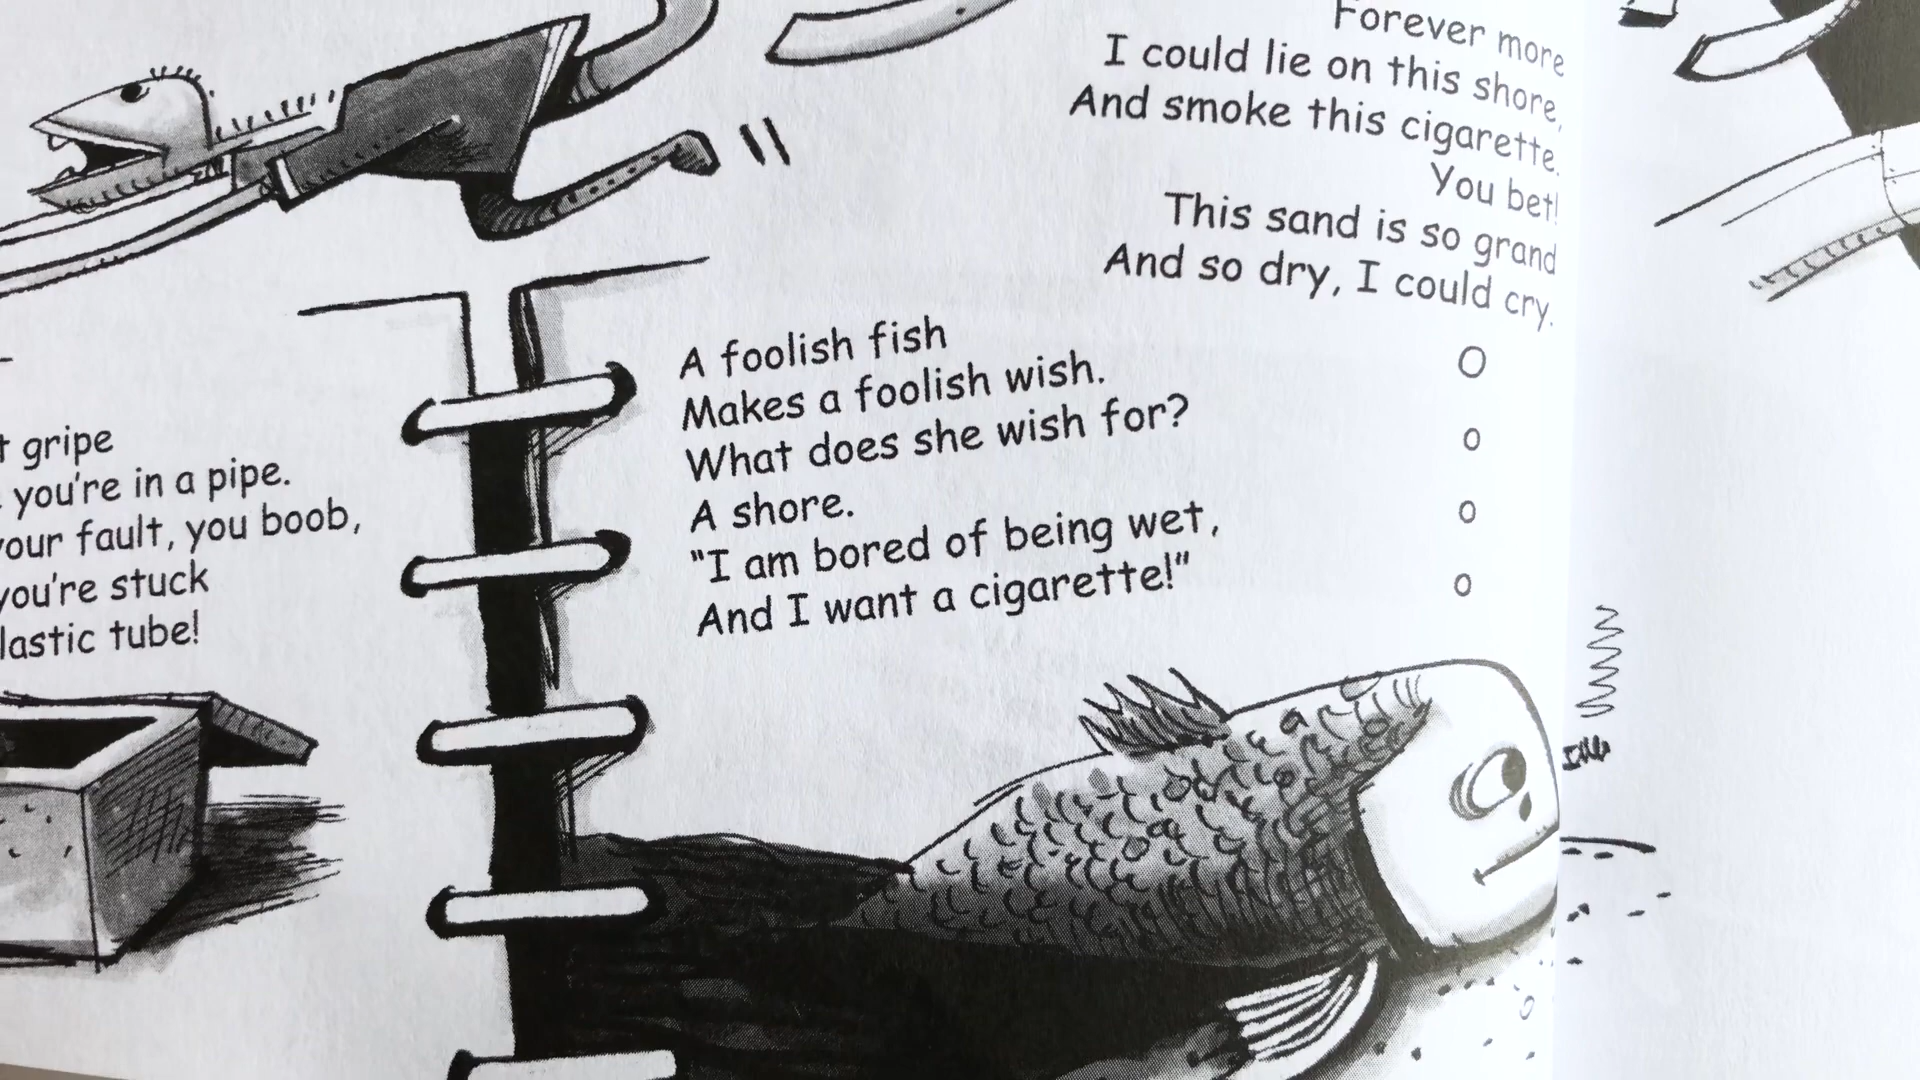 gripe
you're in a pipe.
your fault, you boob,
you're stuck
lastic tube!
A foolish fish
Makes a foolish wish.
What does she wish for?
A shore.
"I am bored of being wet,
And I want a cigarette!"
Forever more
I could lie on this shore,
And smoke this cigarette.
You bet!
This sand is so grand
And so dry, I could cry.